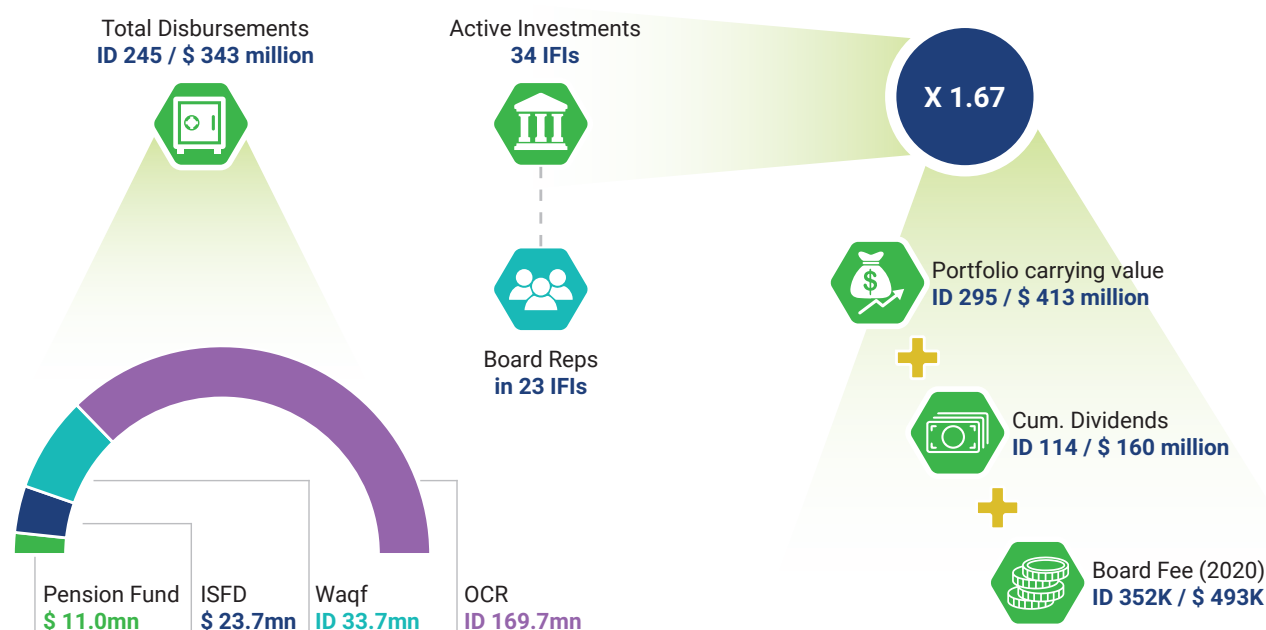 Total Disbursements
ID 245 / $ 343 million
Active Investments
34 IFIs
X 1.67
Board Reps
in 23 IFIs
$
Portfolio carrying value
ID 295 / $ 413 million
Cum. Dividends
ID 114 / $ 160 million
Board Fee (2020)
ID 352K / $ 493K
Pension Fund
$ 11.0mn
ISFD
$ 23.7mn
Waqf
ID 33.7mn
OCR
ID 169.7mn